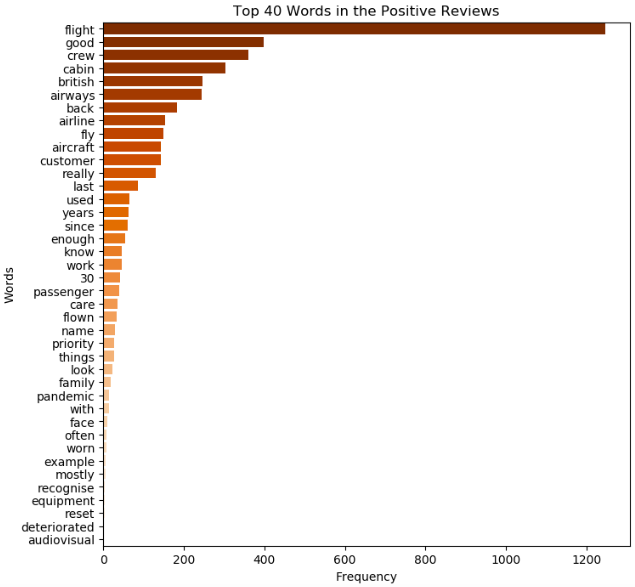 Top 40 Words in the Positive Reviews
flight
good
crew
cabin
british
airways
back
airline
fly
aircraft
customer
really
last
used
years
since
enough
know
work
30
passenger
care
flown
name
priority
things
look
family
pandemic
with
face
often
worn
example
mostly
recognise
equipment
reset
deteriorated
audiovisual
Words
0 200 400 600 800 1000 1200
Frequency